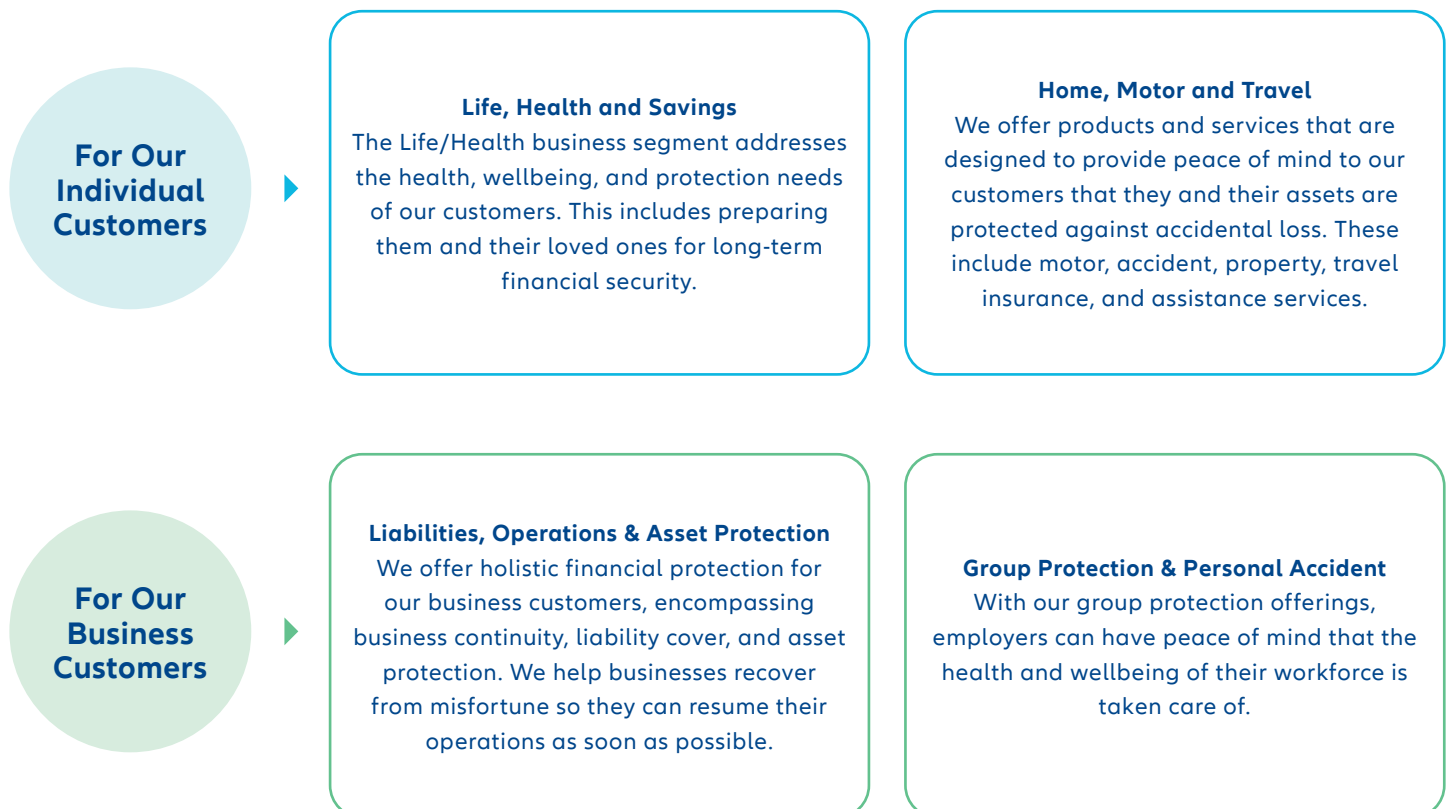 For Our
Individual
Customers
Life, Health and Savings
The Life/Health business segment addresses
the health, wellbeing, and protection needs
of our customers. This includes preparing
them and their loved ones for long-term
financial security.
Home, Motor and Travel
We offer products and services that are
designed to provide peace of mind to our
customers that they and their assets are
protected against accidental loss. These
include motor, accident, property, travel
insurance, and assistance services.
For Our
Business
Customers
Liabilities, Operations & Asset Protection
We offer holistic financial protection for
our business customers, encompassing
business continuity, liability cover, and asset
protection. We help businesses recover
from misfortune so they can resume their
operations as soon as possible.
Group Protection & Personal Accident
With our group protection offerings,
employers can have peace of mind that the
health and wellbeing of their workforce is
taken care of.